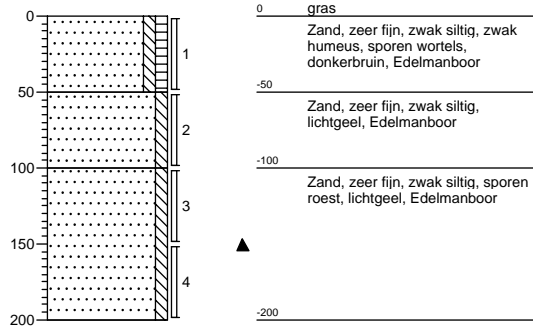 0
50
100
150
200
1
2
3
4
0
gras
Zand, zeer fijn, zwak siltig, zwak
humeus, sporen wortels,
donkerbruin, Edelmanboor
-50
Zand, zeer fijn, zwak siltig,
lichtgeel, Edelmanboor
-100
Zand, zeer fijn, zwak siltig, sporen
roest, lichtgeel, Edelmanboor
-200